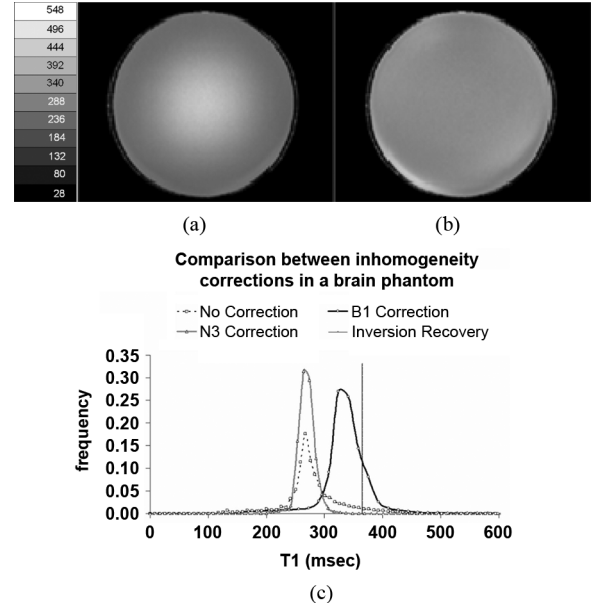 548
496
444
392
340
288
236
184
132
80
28
(a)
(b)
Comparison between inhomogeneity
corrections in a brain phantom
No Correction
B1 Correction
N3 Correction
Inversion Recovery
0.35
0.30
0.25
0.20
0.15
0.10
0.05
0.00
frequency
0
100
200
300
400
500
600
T1 (msec)
(c)